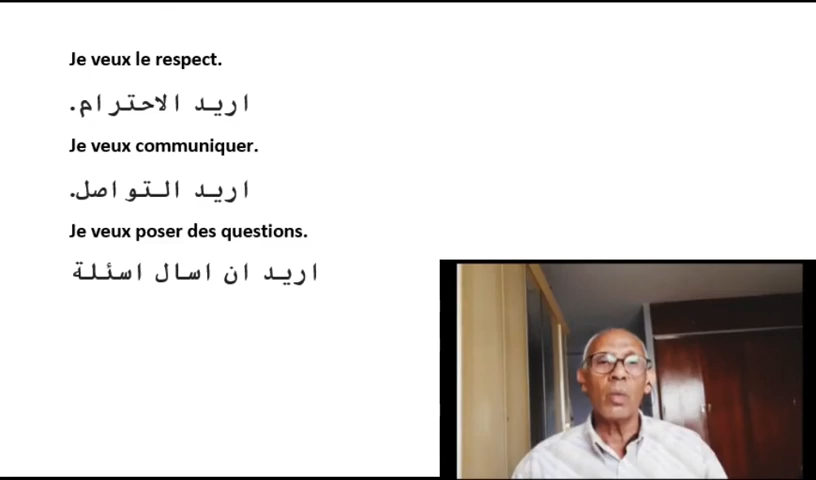 Je veux le respect.
اريد الاحترام.
Je veux communiquer.
اريد التواصل.
Je veux poser des questions.
اريد ان اسال اسئلة